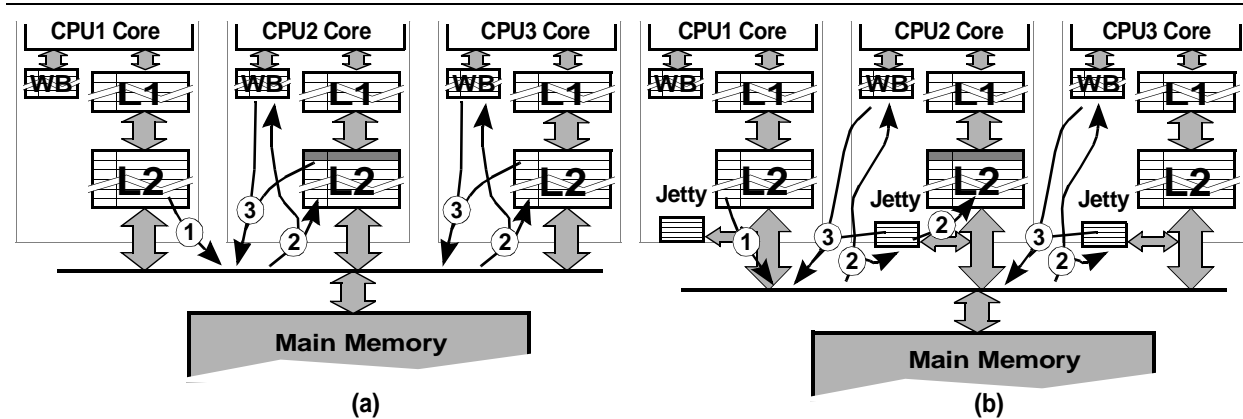 CPU1 Core CPU2 Core CPU3 Core CPU1 Core CPU2 Core CPU3 Core
WB L1 WB L1 WB L1 WB L1 WB L1 WB L1
L2 L2 L2 L2 L2 L2
Jetty Jetty Jetty
1 3 2 3 2 1 3 2 2 3 2
Main Memory Main Memory
(a) (b)